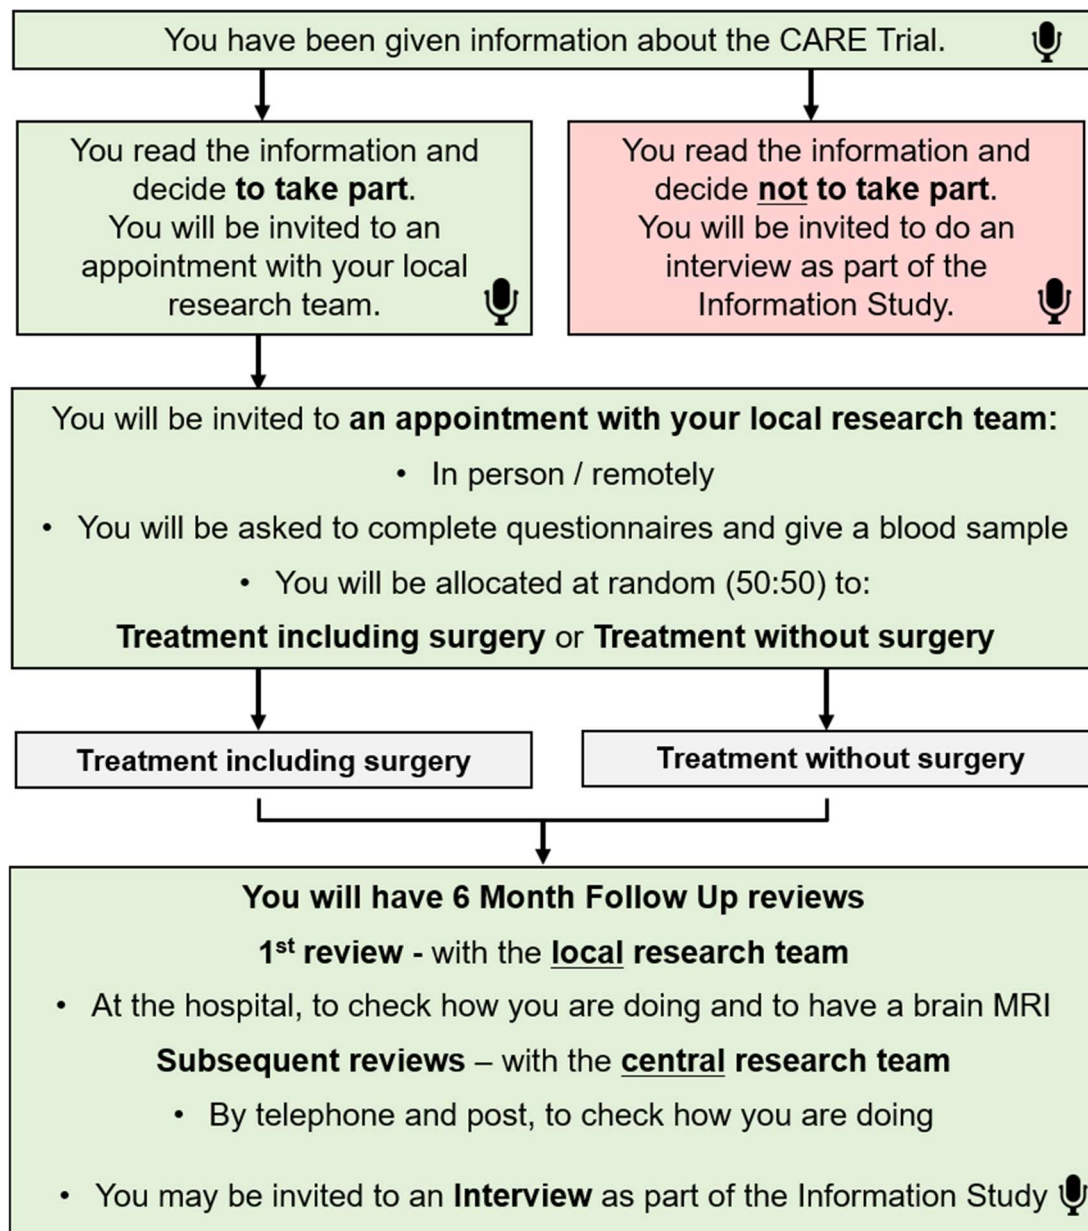 You have been given information about the CARE Trial.
You read the information and
decide to take part.
You will be invited to an
appointment with your local
research team.
You read the information and
decide not to take part.
You will be invited to do an
interview as part of the
Information Study.
You will be invited to an appointment with your local research team:
• In person / remotely
• You will be asked to complete questionnaires and give a blood sample
• You will be allocated at random (50:50) to:
Treatment including surgery or Treatment without surgery
Treatment including surgery
Treatment without surgery
You will have 6 Month Follow Up reviews
1st review - with the local research team
• At the hospital, to check how you are doing and to have a brain MRI
Subsequent reviews – with the central research team
• By telephone and post, to check how you are doing
• You may be invited to an Interview as part of the Information Study